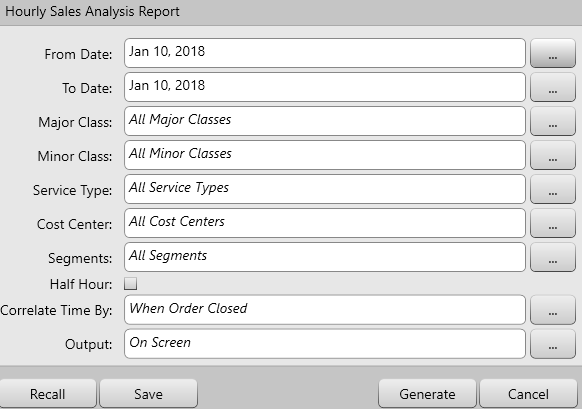 Hourly Sales Analysis Report
From Date: Jan 10, 2018 ...
To Date: Jan 10, 2018 ...
Major Class: All Major Classes ...
Minor Class: All Minor Classes ...
Service Type: All Service Types ...
Cost Center: All Cost Centers ...
Segments: All Segments ...
Half Hour:
Correlate Time By: When Order Closed ...
Output: On Screen ...
Recall Save Generate Cancel